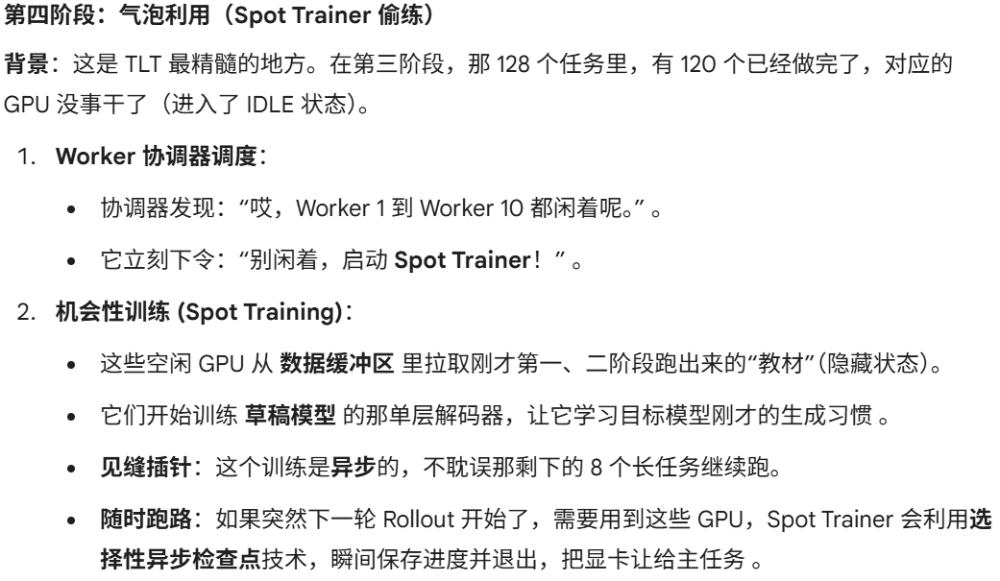 第四阶段：气泡利用（Spot Trainer 偷练）
背景：这是 TLT 最精髓的地方。在第三阶段，那 128 个任务里，有 120 个已经做完了，对应的
GPU 没事干了（进入了 IDLE 状态）。
1. Worker 协调器调度：
• 协调器发现：“哎，Worker 1 到 Worker 10 都闲着呢。” 。
• 它立刻下令：“别闲着，启动 Spot Trainer！” 。
2. 机会性训练 (Spot Training)：
• 这些空闲 GPU 从 数据缓冲区 里拉取刚才第一、二阶段跑出来的“教材”（隐藏状态）。
• 它们开始训练 草稿模型 的那单层解码器，让它学习目标模型刚才的生成习惯 。
• 见缝插针：这个训练是异步的，不耽误那剩下的 8 个长任务继续跑。
• 随时跑路：如果突然下一轮 Rollout 开始了，需要用到这些 GPU，Spot Trainer 会利用选
择性异步检查点技术，瞬间保存进度并退出，把显卡让给主任务 。